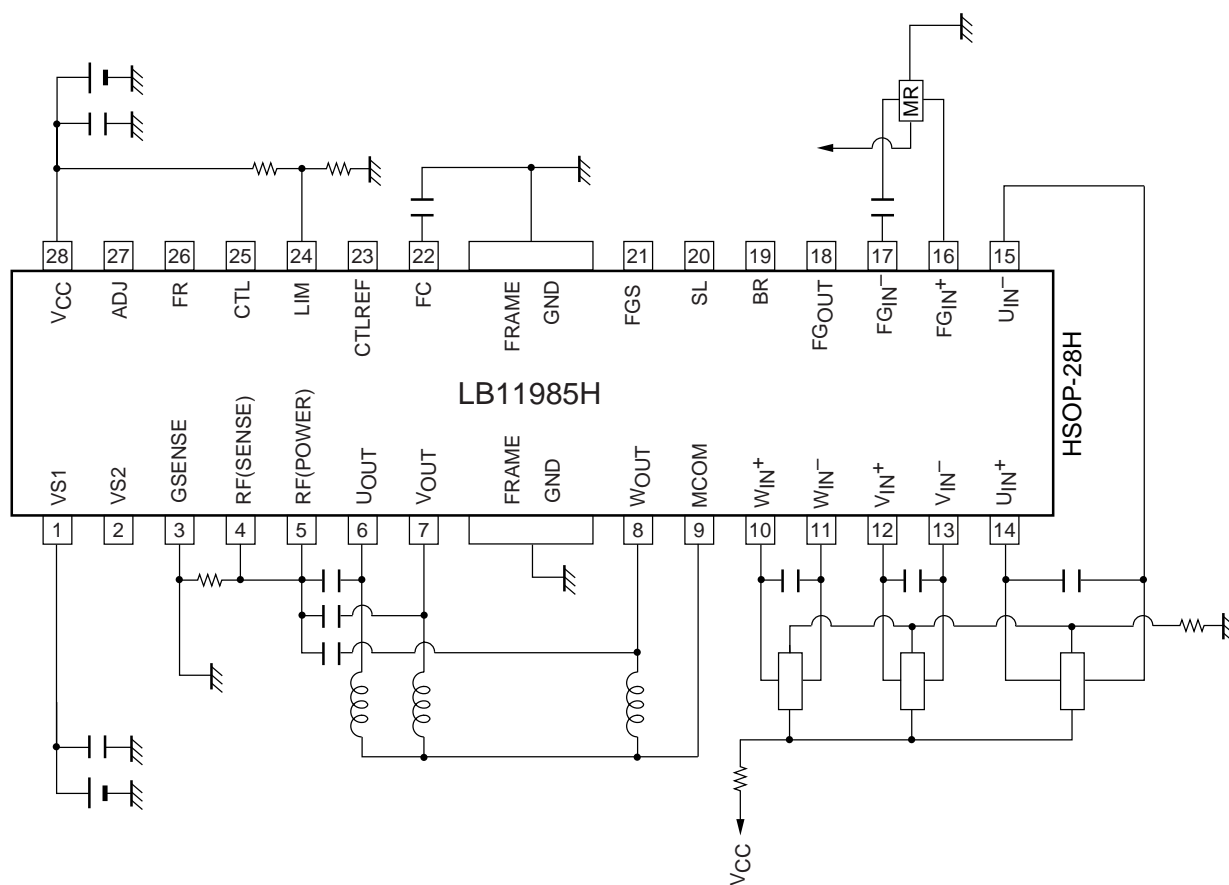 MR
28 27 26 25 24 23 22 21 20 19 18 17 16 15
VCC ADJ FR CTL LIM CTLREF FC FRAME GND FGS SL BR FGOUT FGIN− FGIN+ UIN−
LB11985H
HSOP-28H
VS1 VS2 GSENSE RF(SENSE) RF(POWER) UOUT VOUT FRAME GND WOUT MCOM WIN+ WIN− VIN+ VIN− UIN+
1 2 3 4 5 6 7 8 9 10 11 12 13 14
VCC